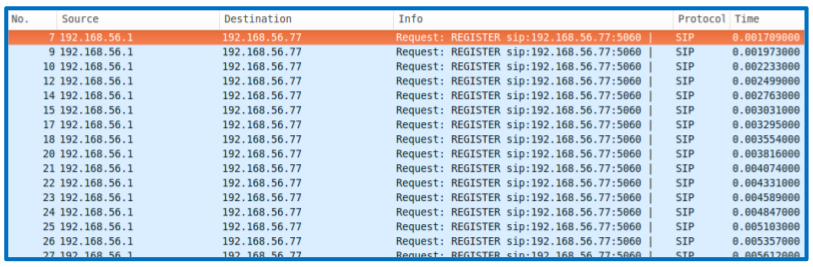 No. Source Destination Info Protocol Time
7 192.168.56.1 192.168.56.77 Request: REGISTER sip:192.168.56.77:5060 | SIP 0.001709000
9 192.168.56.1 192.168.56.77 Request: REGISTER sip:192.168.56.77:5060 | SIP 0.001973000
10 192.168.56.1 192.168.56.77 Request: REGISTER sip:192.168.56.77:5060 | SIP 0.002233000
12 192.168.56.1 192.168.56.77 Request: REGISTER sip:192.168.56.77:5060 | SIP 0.002499000
14 192.168.56.1 192.168.56.77 Request: REGISTER sip:192.168.56.77:5060 | SIP 0.002763000
15 192.168.56.1 192.168.56.77 Request: REGISTER sip:192.168.56.77:5060 | SIP 0.003031000
17 192.168.56.1 192.168.56.77 Request: REGISTER sip:192.168.56.77:5060 | SIP 0.003295000
18 192.168.56.1 192.168.56.77 Request: REGISTER sip:192.168.56.77:5060 | SIP 0.003554000
20 192.168.56.1 192.168.56.77 Request: REGISTER sip:192.168.56.77:5060 | SIP 0.003816000
21 192.168.56.1 192.168.56.77 Request: REGISTER sip:192.168.56.77:5060 | SIP 0.004074000
22 192.168.56.1 192.168.56.77 Request: REGISTER sip:192.168.56.77:5060 | SIP 0.004331000
23 192.168.56.1 192.168.56.77 Request: REGISTER sip:192.168.56.77:5060 | SIP 0.004589000
24 192.168.56.1 192.168.56.77 Request: REGISTER sip:192.168.56.77:5060 | SIP 0.004847000
25 192.168.56.1 192.168.56.77 Request: REGISTER sip:192.168.56.77:5060 | SIP 0.005103000
26 192.168.56.1 192.168.56.77 Request: REGISTER sip:192.168.56.77:5060 | SIP 0.005357000
27 192.168.56.1 192.168.56.77 Request: REGISTER sip:192.168.56.77:5060 | SIP 0.005612000